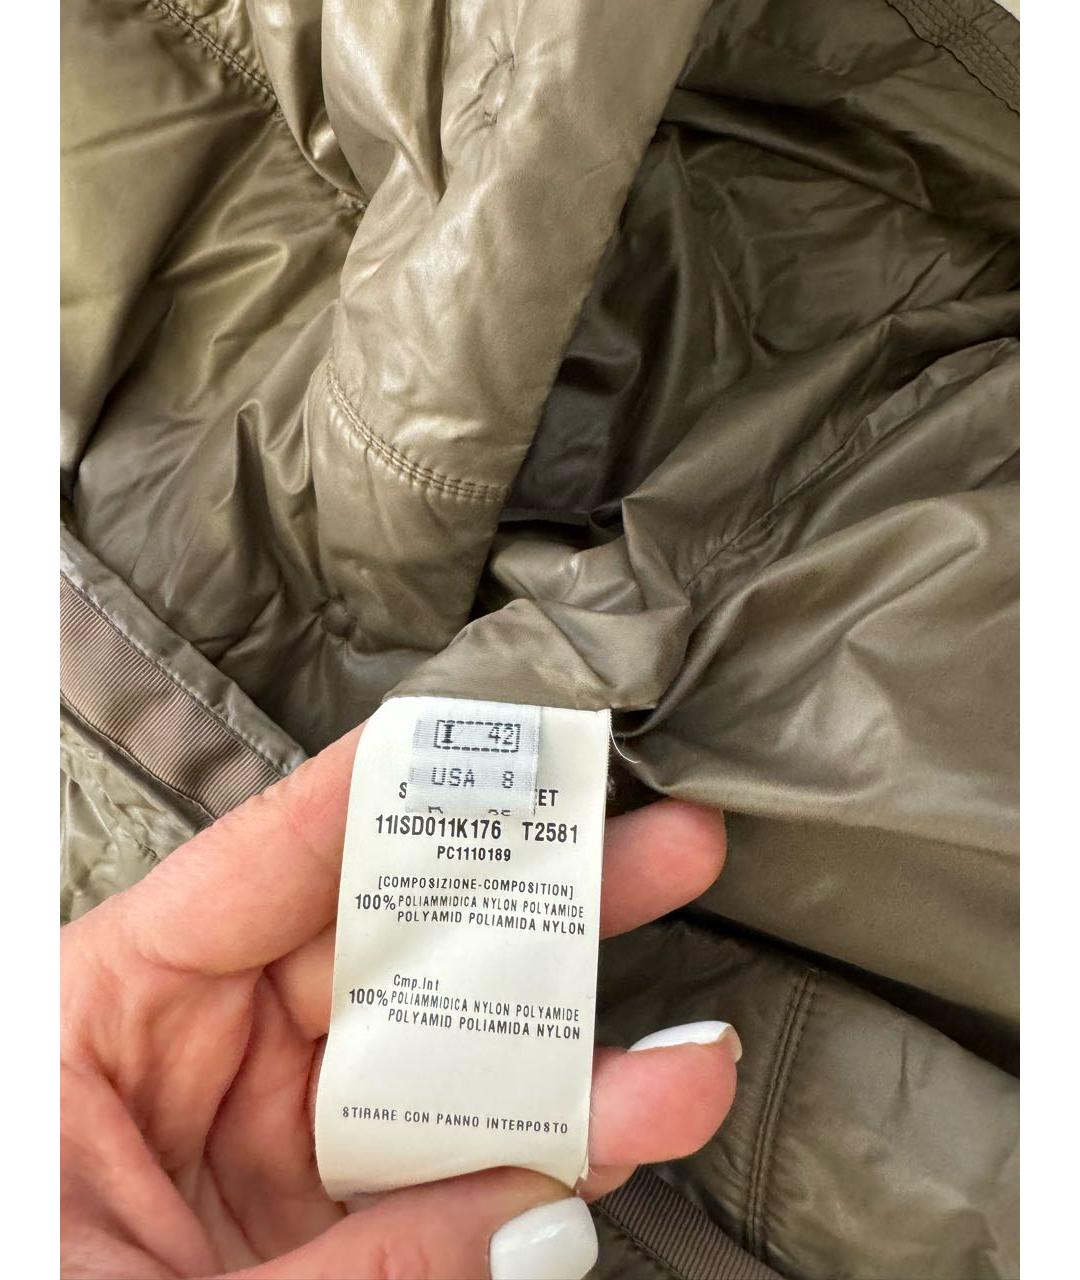 I 42
USA 8
11ISD011K176 T2581
PC1110189
[COMPOSIZIONE-COMPOSITION]
100% POLIAMMIDICA NYLON POLYAMIDE
POLYAMID POLIAMIDA NYLON
Cmp.Int
100% POLIAMMIDICA NYLON POLYAMIDE
POLYAMID POLIAMIDA NYLON
STIRARE CON PANNO INTERPOSTO